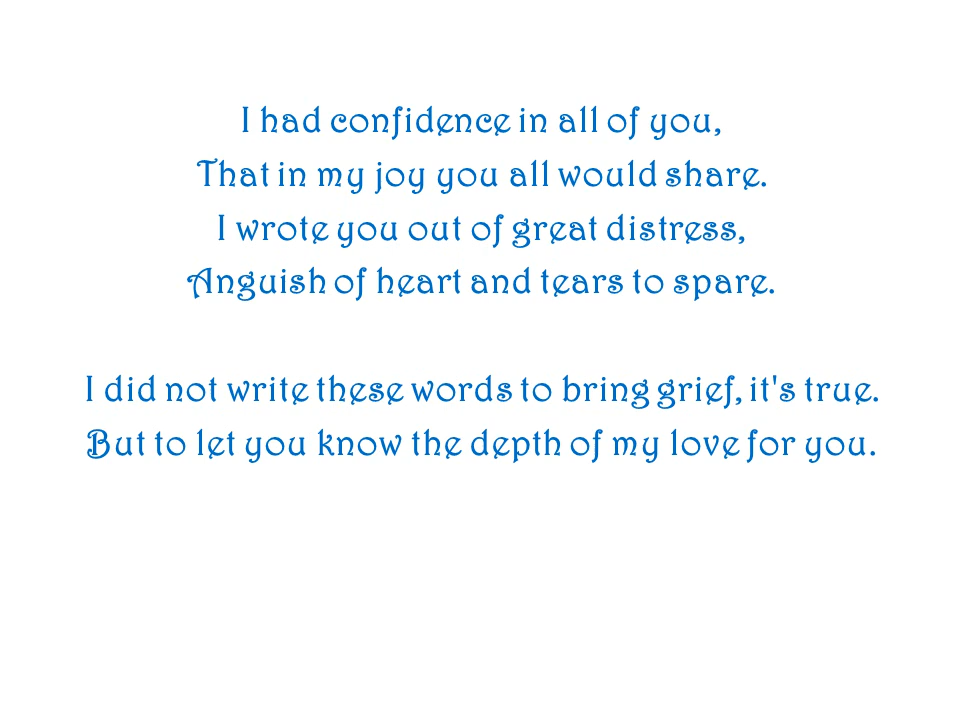 I had confidence in all of you,
That in my joy you all would share.
I wrote you out of great distress,
Anguish of heart and tears to spare.
I did not write these words to bring grief, it's true.
But to let you know the depth of my love for you.